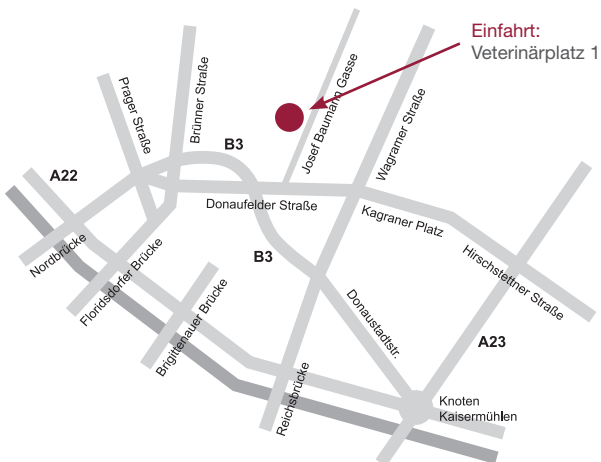 Einfahrt:
Veterinärplatz 1
Prager Straße
Brünner Straße
Josef Baumann Gasse
Wagramer Straße
B3
A22
Donaufelder Straße
Kagraner Platz
Nordbrücke
Floridsdorfer Brücke
B3
Hirschstettner Straße
Brigittenauer Brücke
Donaustadtstr.
A23
Reichsbrücke
Knoten
Kaisermühlen